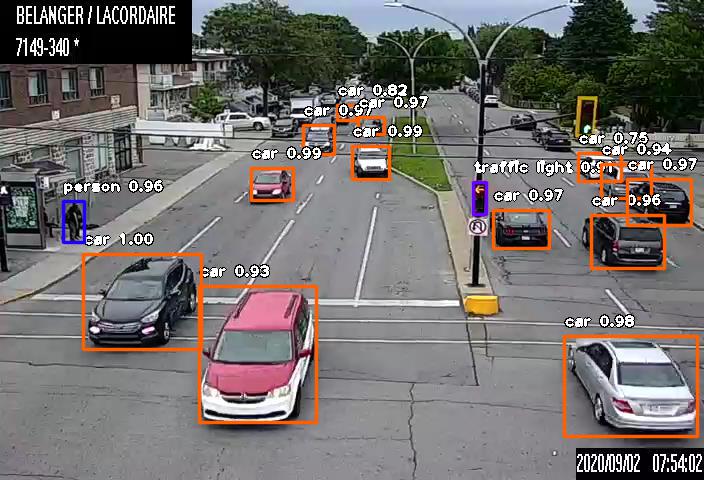 BELANGER / LACORDAIRE
7149-340 *
car 0.82
car 0.97
car 0.97
car 0.99
car 0.99
car 0.75
car 0.94
car 0.97
traffic light 0.91
person 0.96
car 0.97
car 0.96
car 1.00
car 0.93
car 0.98
2020/09/02 07:54:02